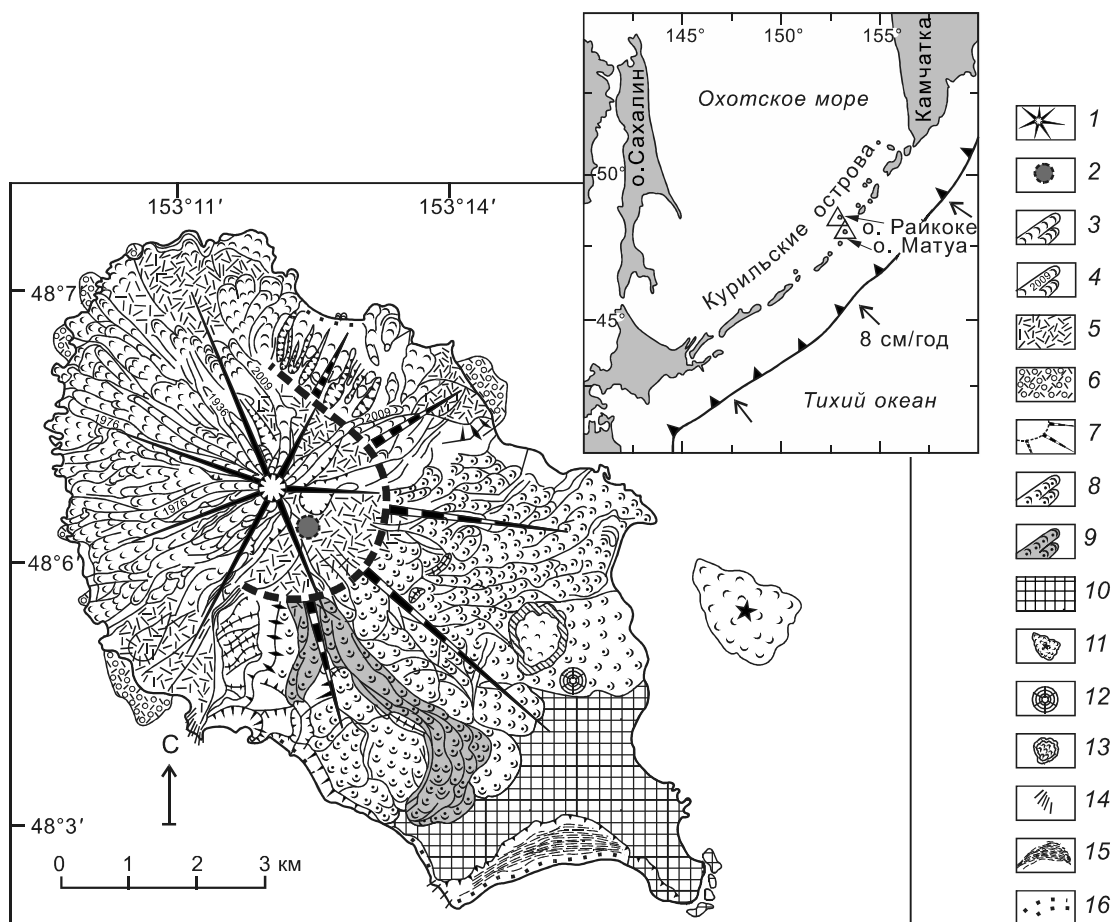 145° 150° 155°
Камчатка
о.Сахалин
Охотское море
50°
Курильские острова
о. Райкоке
о. Матуа
45°
8 см/год
Тихий океан
153°11′ 153°14′
48°7′
48°6′
48°3′
2009
1936
1976
2009
1976
С
0 1 2 3 км
1
2
3
2009 4
5
6
7
8
9
10
11
12
13
14
15
16